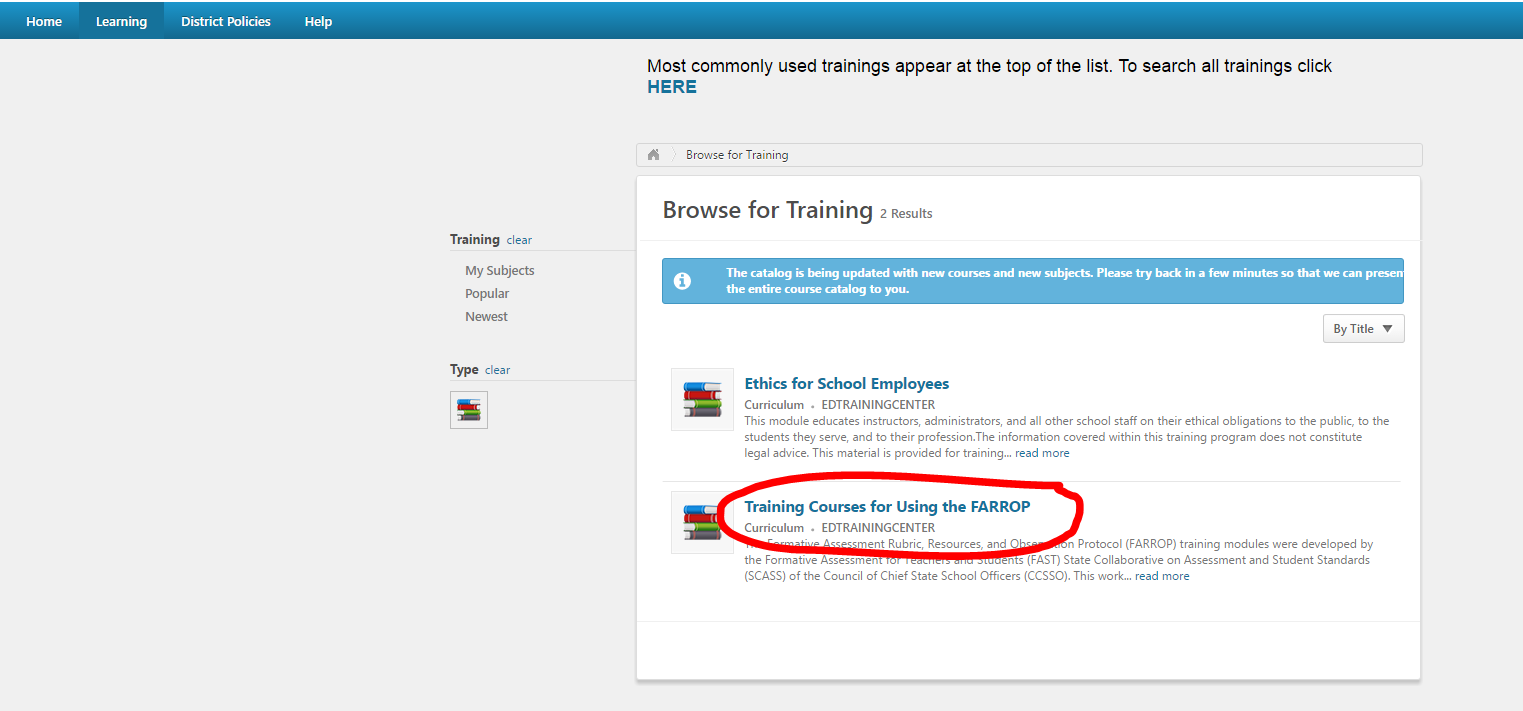 Home Learning District Policies Help
Most commonly used trainings appear at the top of the list. To search all trainings click
HERE
Browse for Training
Browse for Training 2 Results
Training clear
My Subjects
Popular
Newest
Type clear
The catalog is being updated with new courses and new subjects. Please try back in a few minutes so that we can presen
the entire course catalog to you.
By Title
Ethics for School Employees
Curriculum • EDTRAININGCENTER
This module educates instructors, administrators, and all other school staff on their ethical obligations to the public, to the
students they serve, and to their profession.The information covered within this training program does not constitute
legal advice. This material is provided for training... read more
Training Courses for Using the FARROP
Curriculum • EDTRAININGCENTER
The Formative Assessment Rubric, Resources, and Observation Protocol (FARROP) training modules were developed by
the Formative Assessment for Teachers and Students (FAST) State Collaborative on Assessment and Student Standards
(SCASS) of the Council of Chief State School Officers (CCSSO). This work... read more